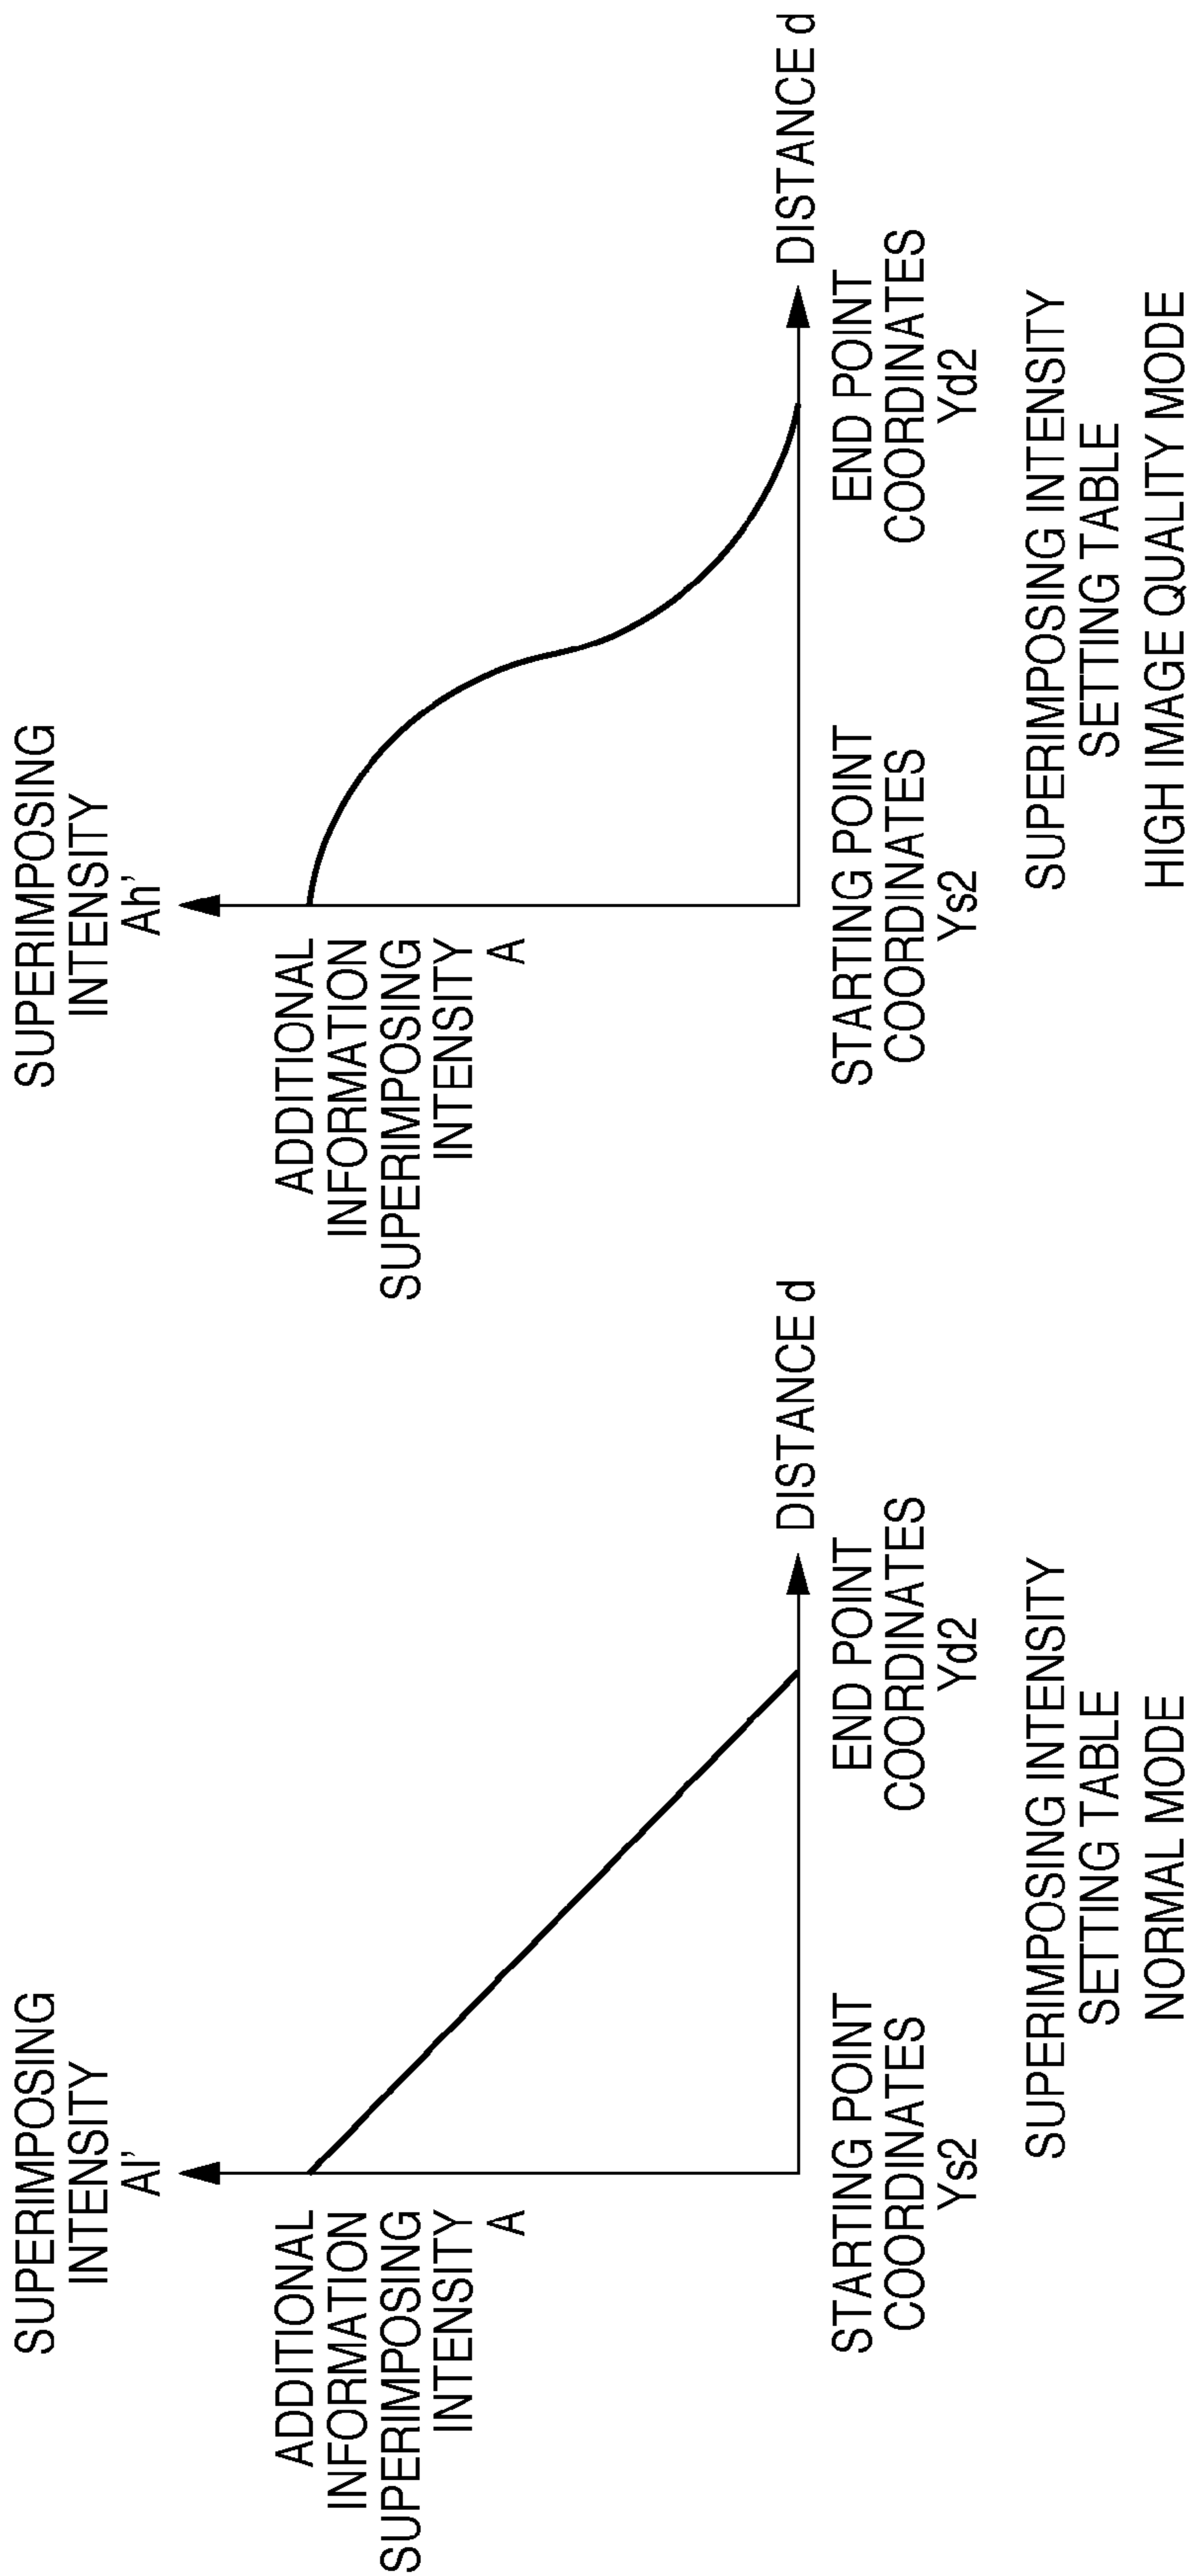 SUPERIMPOSING
INTENSITY
Al'
ADDITIONAL
INFORMATION
SUPERIMPOSING
INTENSITY
A
DISTANCE d
STARTING POINT
COORDINATES
Ys2
END POINT
COORDINATES
Yd2
SUPERIMPOSING INTENSITY
SETTING TABLE
NORMAL MODE
SUPERIMPOSING
INTENSITY
Ah'
ADDITIONAL
INFORMATION
SUPERIMPOSING
INTENSITY
A
DISTANCE d
STARTING POINT
COORDINATES
Ys2
END POINT
COORDINATES
Yd2
SUPERIMPOSING INTENSITY
SETTING TABLE
HIGH IMAGE QUALITY MODE